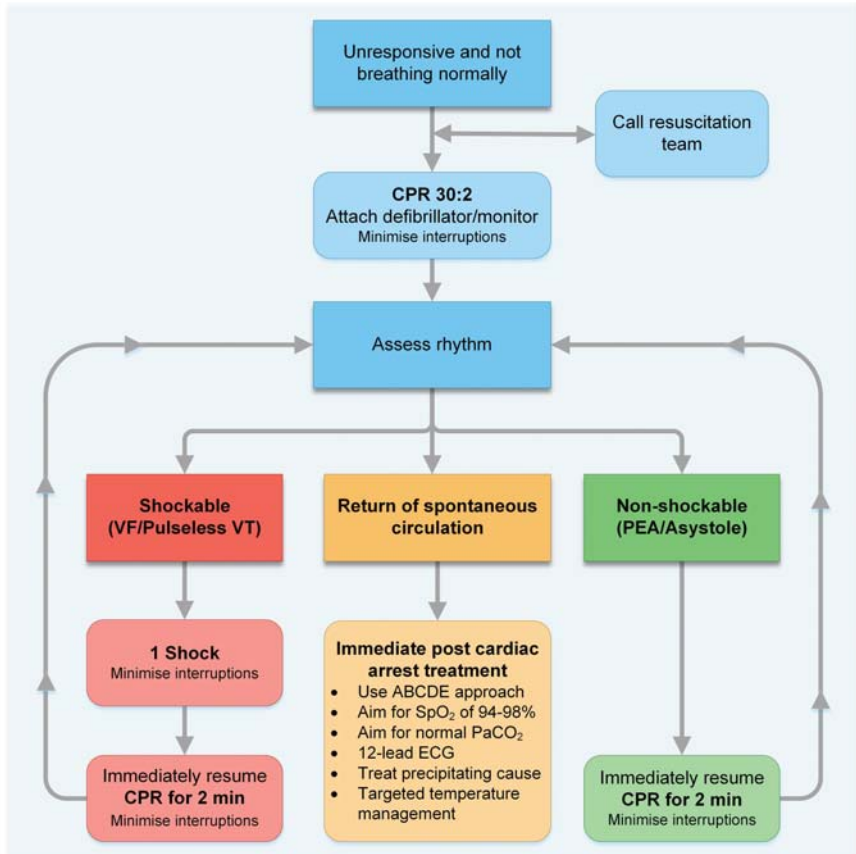 Unresponsive and not
breathing normally
Call resuscitation
team
CPR 30:2
Attach defibrillator/monitor
Minimise interruptions
Assess rhythm
Shockable
(VF/Pulseless VT)
Return of spontaneous
circulation
Non-shockable
(PEA/Asystole)
1 Shock
Minimise interruptions
Immediately resume
CPR for 2 min
Minimise interruptions
Immediate post cardiac
arrest treatment
• Use ABCDE approach
• Aim for SpO₂ of 94-98%
• Aim for normal PaCO₂
• 12-lead ECG
• Treat precipitating cause
• Targeted temperature
management
Immediately resume
CPR for 2 min
Minimise interruptions